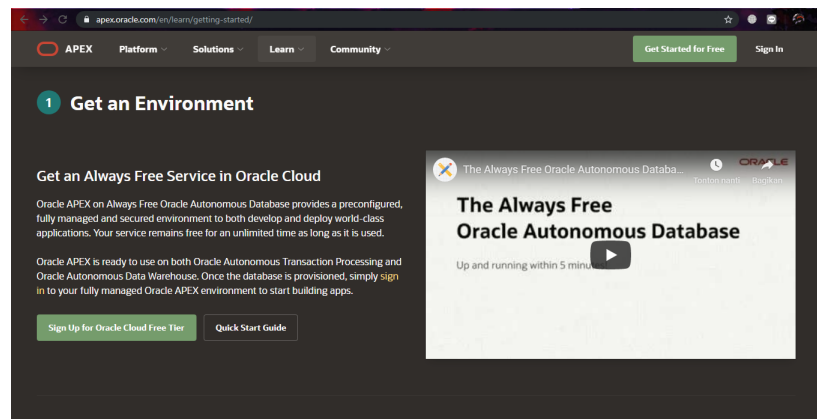 apex.oracle.com/en/learn/getting-started/
APEX Platform Solutions Learn Community Get Started for Free Sign In
1 Get an Environment
Get an Always Free Service in Oracle Cloud
Oracle APEX on Always Free Oracle Autonomous Database provides a preconfigured,
fully managed and secured environment to both develop and deploy world-class
applications. Your service remains free for an unlimited time as long as it is used.
Oracle APEX is ready to use on both Oracle Autonomous Transaction Processing and
Oracle Autonomous Data Warehouse. Once the database is provisioned, simply sign
in to your fully managed Oracle APEX environment to start building apps.
Sign Up for Oracle Cloud Free Tier Quick Start Guide
The Always Free Oracle Autonomous Databa...
ORACLE
Tonton nanti Bagikan
The Always Free
Oracle Autonomous Database
Up and running within 5